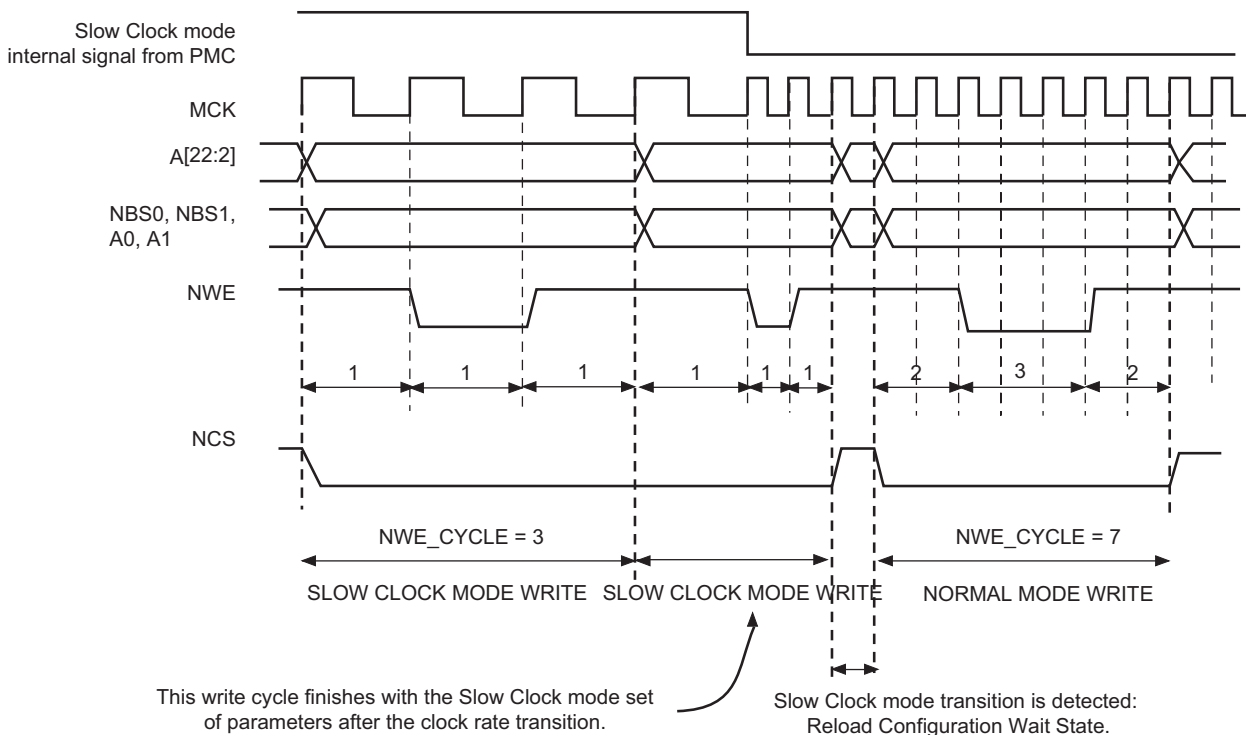 Slow Clock mode
internal signal from PMC
MCK
A[22:2]
NBS0, NBS1,
A0, A1
NWE
1 1 1 1 1 1 2 3 2
NCS
NWE_CYCLE = 3 NWE_CYCLE = 7
SLOW CLOCK MODE WRITE SLOW CLOCK MODE WRITE NORMAL MODE WRITE
This write cycle finishes with the Slow Clock mode set
of parameters after the clock rate transition.
Slow Clock mode transition is detected:
Reload Configuration Wait State.